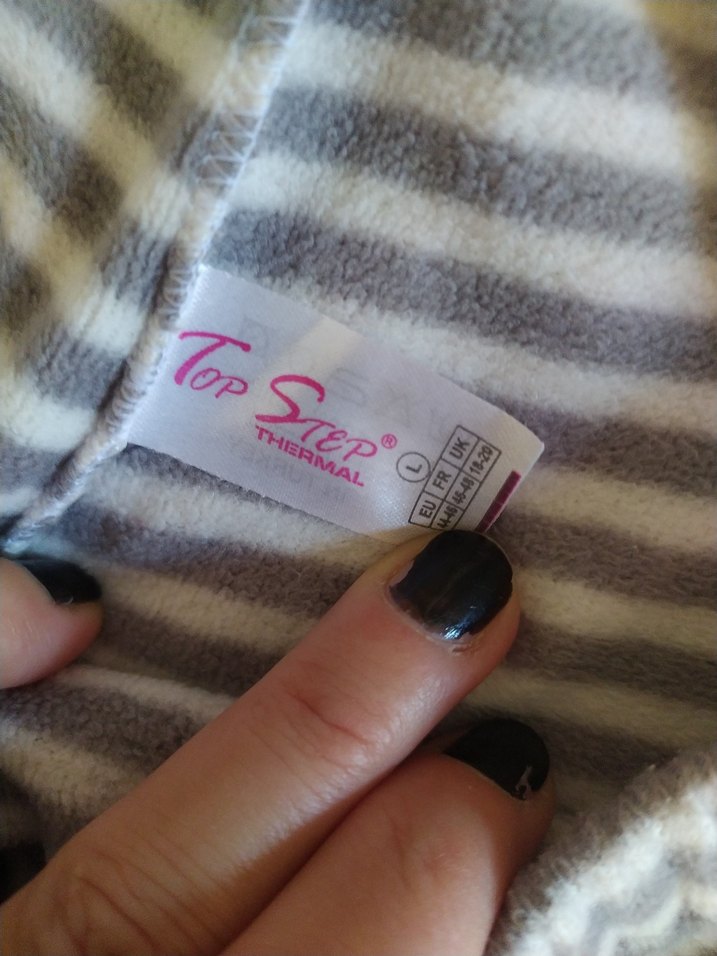 TOP STEP®
THERMAL
L
EU FR UK
44-46 46-48 18-20